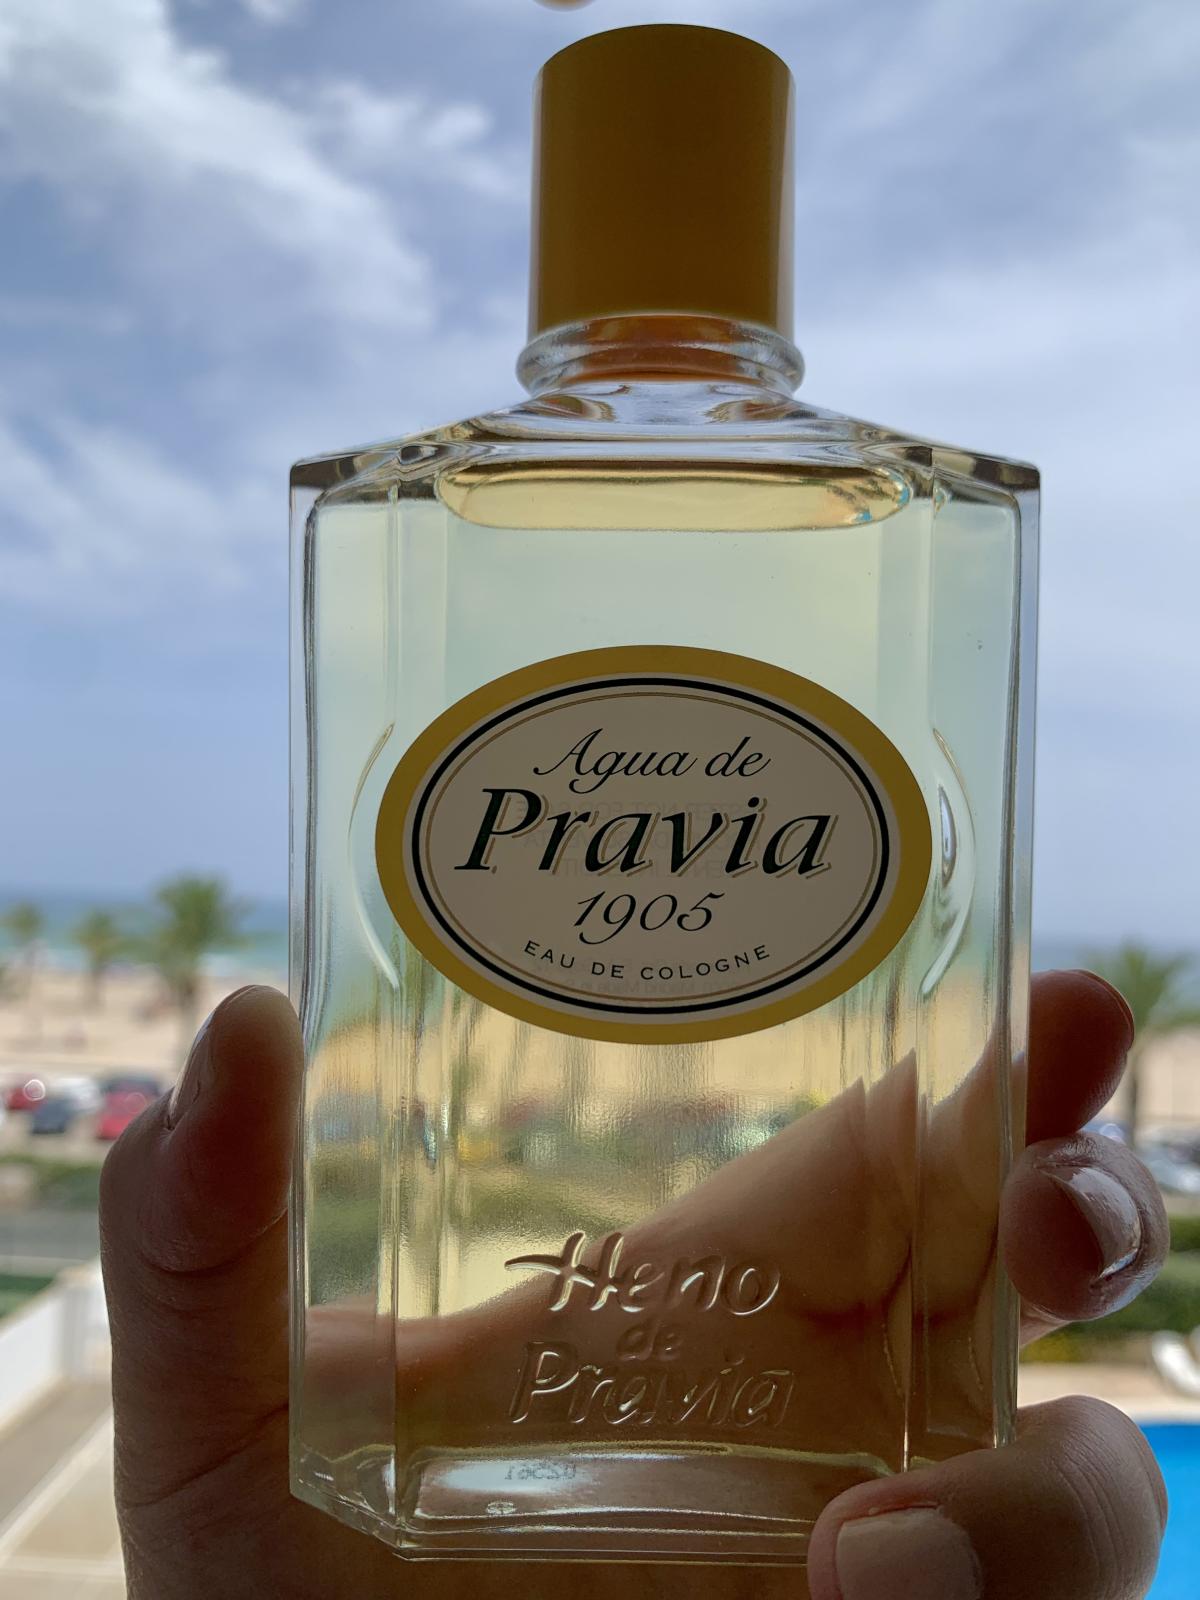 Agua de
Pravia
1905
EAU DE COLOGNE
Heno
de
Pravia